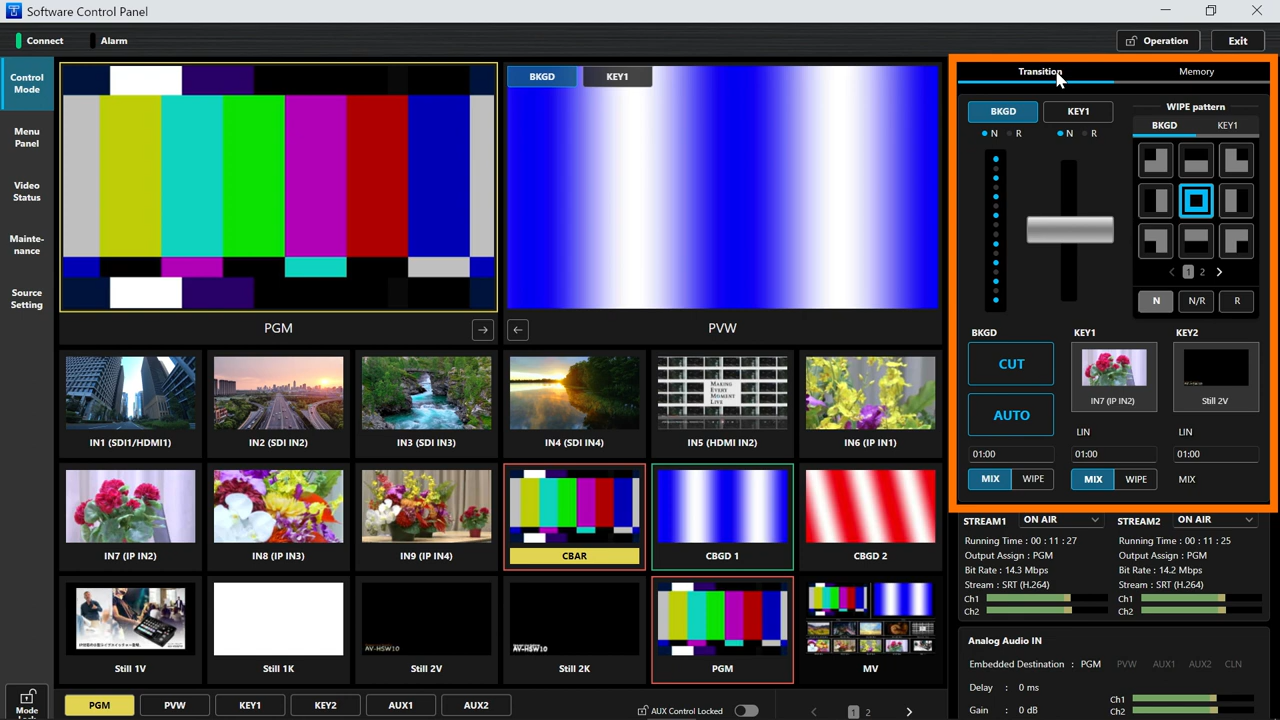 Software Control Panel
Connect
Alarm
Operation
Exit
Control
Mode
Menu
Panel
Video
Status
Mainte-
nance
Source
Setting
Mode
BKGD
KEY1
PGM
→
←
PVW
MAKING
EVERY
MOMENT
LIVE
IN1 (SDI1/HDMI1)
IN2 (SDI IN2)
IN3 (SDI IN3)
IN4 (SDI IN4)
IN5 (HDMI IN2)
IN6 (IP IN1)
IN7 (IP IN2)
IN8 (IP IN3)
IN9 (IP IN4)
CBAR
CBGD 1
CBGD 2
AV-HSW10
AV-HSW10
Still 1V
Still 1K
Still 2V
Still 2K
PGM
MV
PGM
PVW
KEY1
KEY2
AUX1
AUX2
AUX Control Locked
1 2
Transition
Memory
BKGD
KEY1
N R
N R
WIPE pattern
BKGD
KEY1
1 2
N
N/R
R
BKGD
KEY1
KEY2
CUT
AUTO
IN7 (IP IN2)
Still 2V
LIN
LIN
01:00
01:00
01:00
MIX
WIPE
MIX
WIPE
MIX
STREAM1
ON AIR
STREAM2
ON AIR
Running Time : 00 : 11 : 27
Running Time : 00 : 11 : 25
Output Assign : PGM
Output Assign : PGM
Bit Rate : 14.3 Mbps
Bit Rate : 14.2 Mbps
Stream : SRT (H.264)
Stream : SRT (H.264)
Ch1
Ch1
Ch2
Ch2
Analog Audio IN
Embedded Destination : PGM PVW AUX1 AUX2 CLN
Delay : 0 ms
Ch1
Gain : 0 dB
Ch2